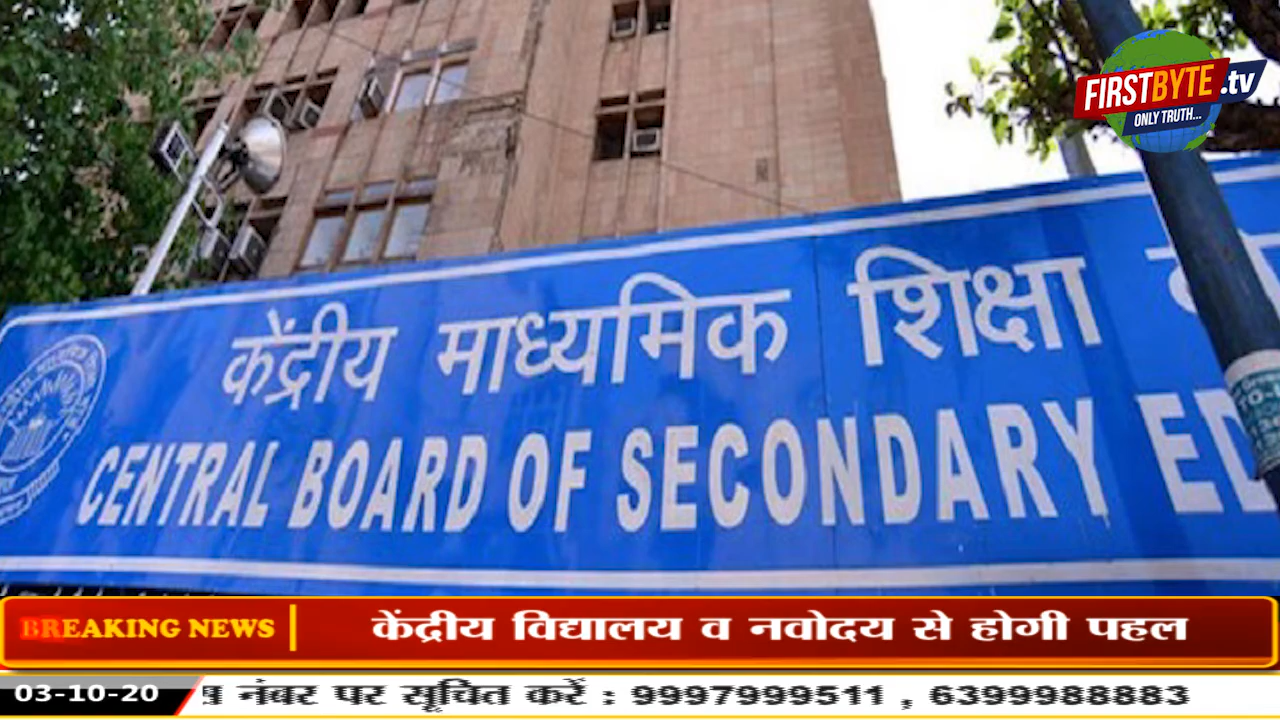 FIRSTBYTE.tv
ONLY TRUTH...
केंद्रीय माध्यमिक शिक्षा
CENTRAL BOARD OF SECONDARY ED
BREAKING NEWS
केंद्रीय विद्यालय व नवोदय से होगी पहल
03-10-20
नंबर पर सूचित करें : 9997999511 , 6399988883